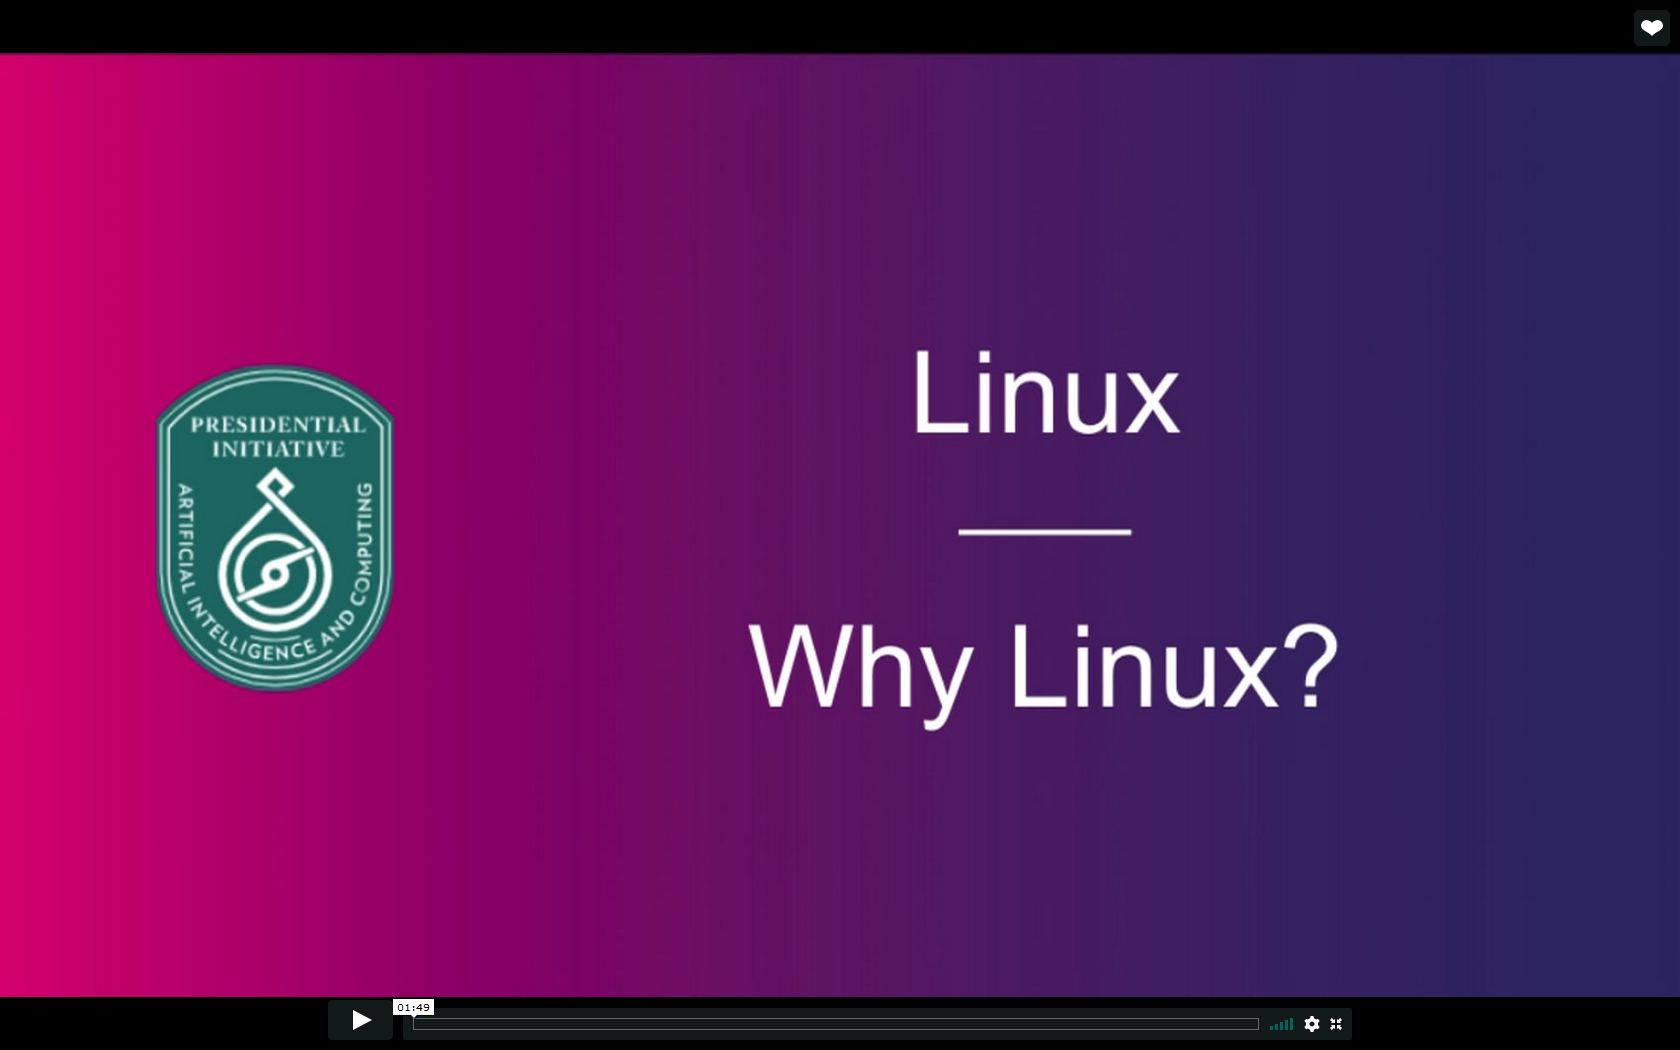 Linux
Why Linux?
PRESIDENTIAL
INITIATIVE
ARTIFICIAL INTELLIGENCE AND COMPUTING
01:49